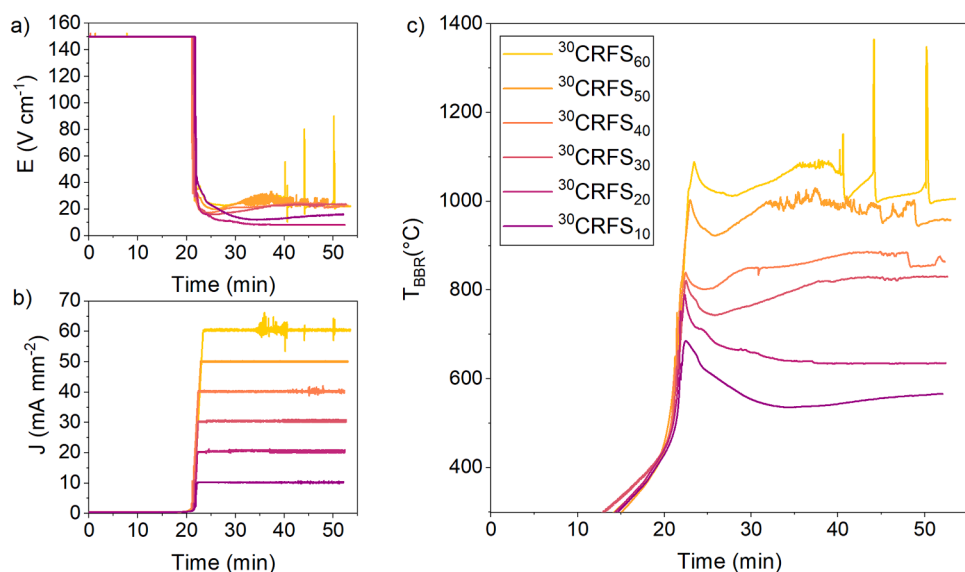 a)
160
140
120
100
80
60
40
20
0
E (V cm⁻¹)
0 10 20 30 40 50
Time (min)
b)
70
60
50
40
30
20
10
0
J (mA mm⁻²)
0 10 20 30 40 50
Time (min)
c)
1400
1200
1000
800
600
400
T_BBR(°C)
³⁰CRFS₆₀
³⁰CRFS₅₀
³⁰CRFS₄₀
³⁰CRFS₃₀
³⁰CRFS₂₀
³⁰CRFS₁₀
0 10 20 30 40 50
Time (min)